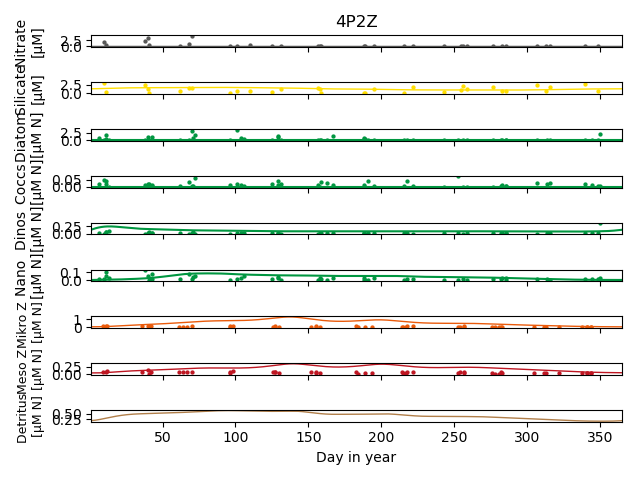 4P2Z
Nitrate
[µM]
2.5
0.0
Silicate
[µM]
2.5
0.0
Diatom
[µM N]
2.5
0.0
Coccs
[µM N]
0.05
0.00
Dinos
[µM N]
0.25
0.00
Nano
[µM N]
0.1
0.0
Mikro Z
[µM N]
1
0
Meso Z
[µM N]
0.25
0.00
Detritus
[µM N]
0.50
0.25
50 100 150 200 250 300 350
Day in year